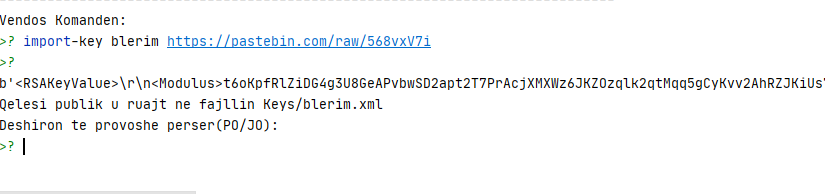 Vendos Komanden:
>? import-key blerim https://pastebin.com/raw/568vxV7i
>?
b'<RSAKeyValue>\r\n<Modulus>t6oKpfRlZiDG4g3U8GeAPvbwSD2apt2T7PrAcjXMXWz6JKZOzqlk2qtMqq5gCyKvv2AhRZJKiUs
Qelesi publik u ruajt ne fajllin Keys/blerim.xml
Deshiron te provoshe perser(PO/JO):
>?